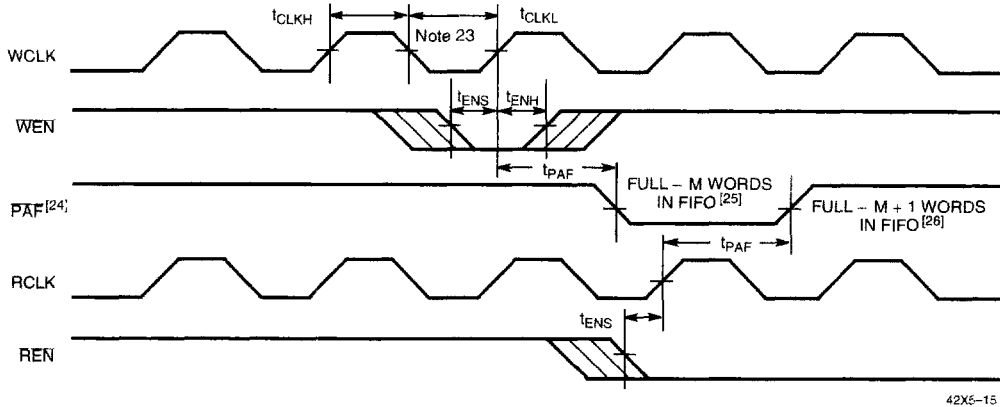 tCLKH
tCLKL
Note 23
WCLK
tENS
tENH
WEN
tPAF
FULL – M WORDS
IN FIFO[25]
PAF[24]
FULL – M + 1 WORDS
IN FIFO[26]
tPAF
RCLK
tENS
REN
42X5–15